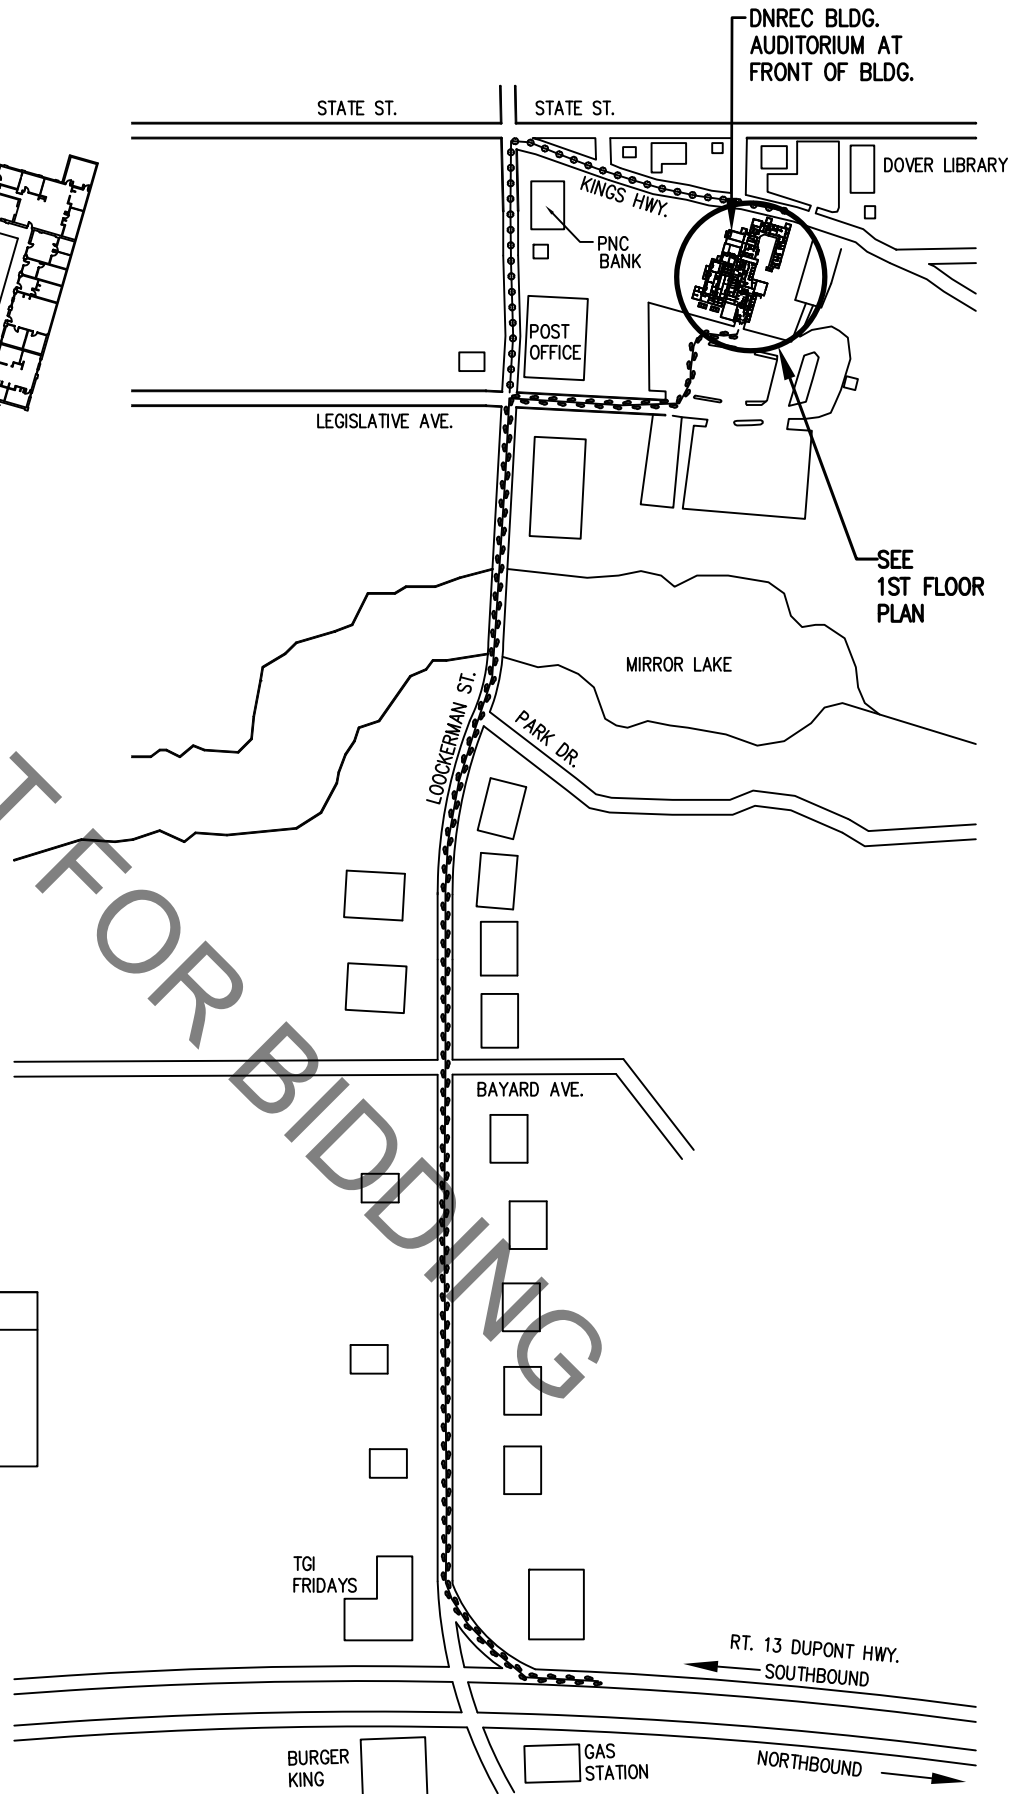 DNREC BLDG.
AUDITORIUM AT
FRONT OF BLDG.
STATE ST.
STATE ST.
DOVER LIBRARY
KINGS HWY.
PNC
BANK
POST
OFFICE
LEGISLATIVE AVE.
SEE
1ST FLOOR
PLAN
MIRROR LAKE
LOOCKERMAN ST.
PARK DR.
T FOR BIDDING
BAYARD AVE.
TGI
FRIDAYS
RT. 13 DUPONT HWY.
SOUTHBOUND
BURGER
KING
GAS
STATION
NORTHBOUND